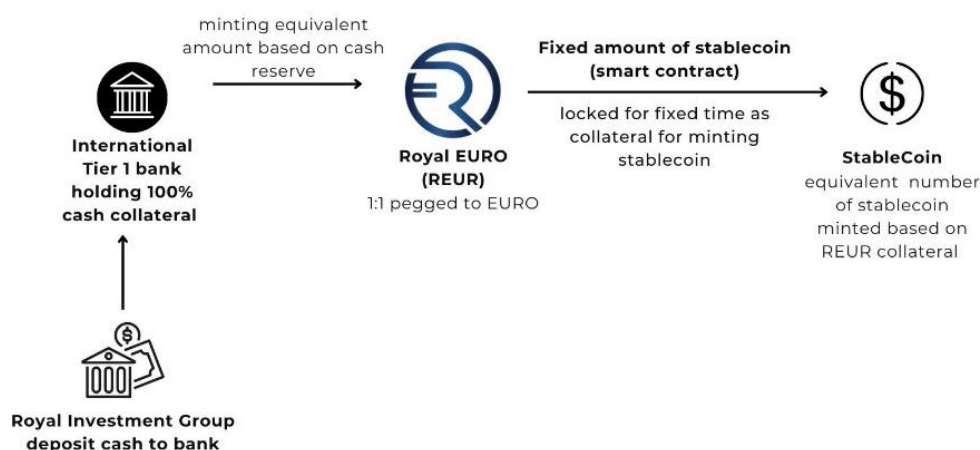 minting equivalent
amount based on cash
reserve
International
Tier 1 bank
holding 100%
cash collateral
Royal EURO
(REUR)
1:1 pegged to EURO
Fixed amount of stablecoin
(smart contract)
locked for fixed time as
collateral for minting
stablecoin
$
StableCoin
equivalent number
of stablecoin
minted based on
REUR collateral
$
Royal Investment Group
deposit cash to bank